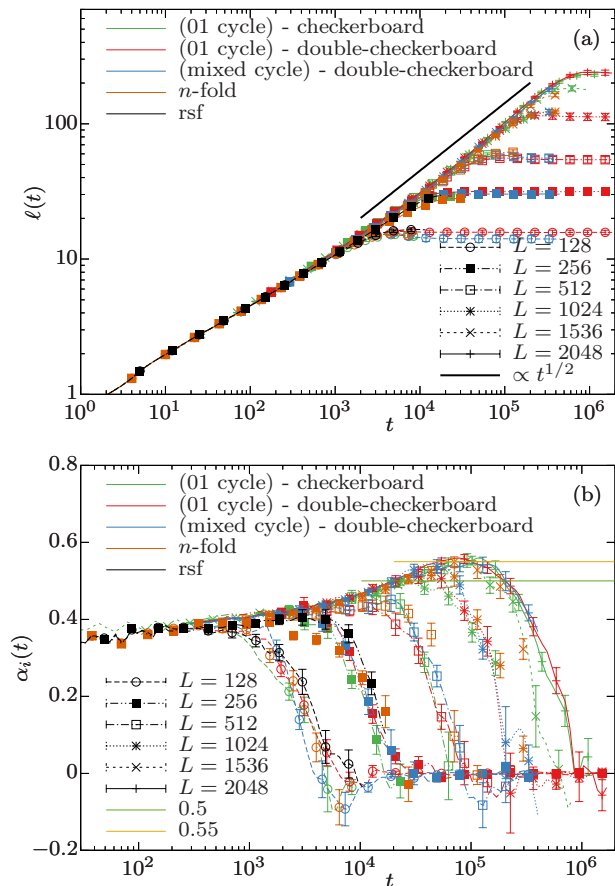 (01 cycle) - checkerboard
(01 cycle) - double-checkerboard
(mixed cycle) - double-checkerboard
n-fold
rsf
(a)
100
10
1
ℓ(t)
L = 128
L = 256
L = 512
L = 1024
L = 1536
L = 2048
∝ t^{1/2}
10^0 10^1 10^2 10^3 10^4 10^5 10^6
t
(01 cycle) - checkerboard
(01 cycle) - double-checkerboard
(mixed cycle) - double-checkerboard
n-fold
rsf
(b)
0.8
0.6
0.4
0.2
0
−0.2
α_i(t)
L = 128
L = 256
L = 512
L = 1024
L = 1536
L = 2048
0.5
0.55
10^2 10^3 10^4 10^5 10^6
t